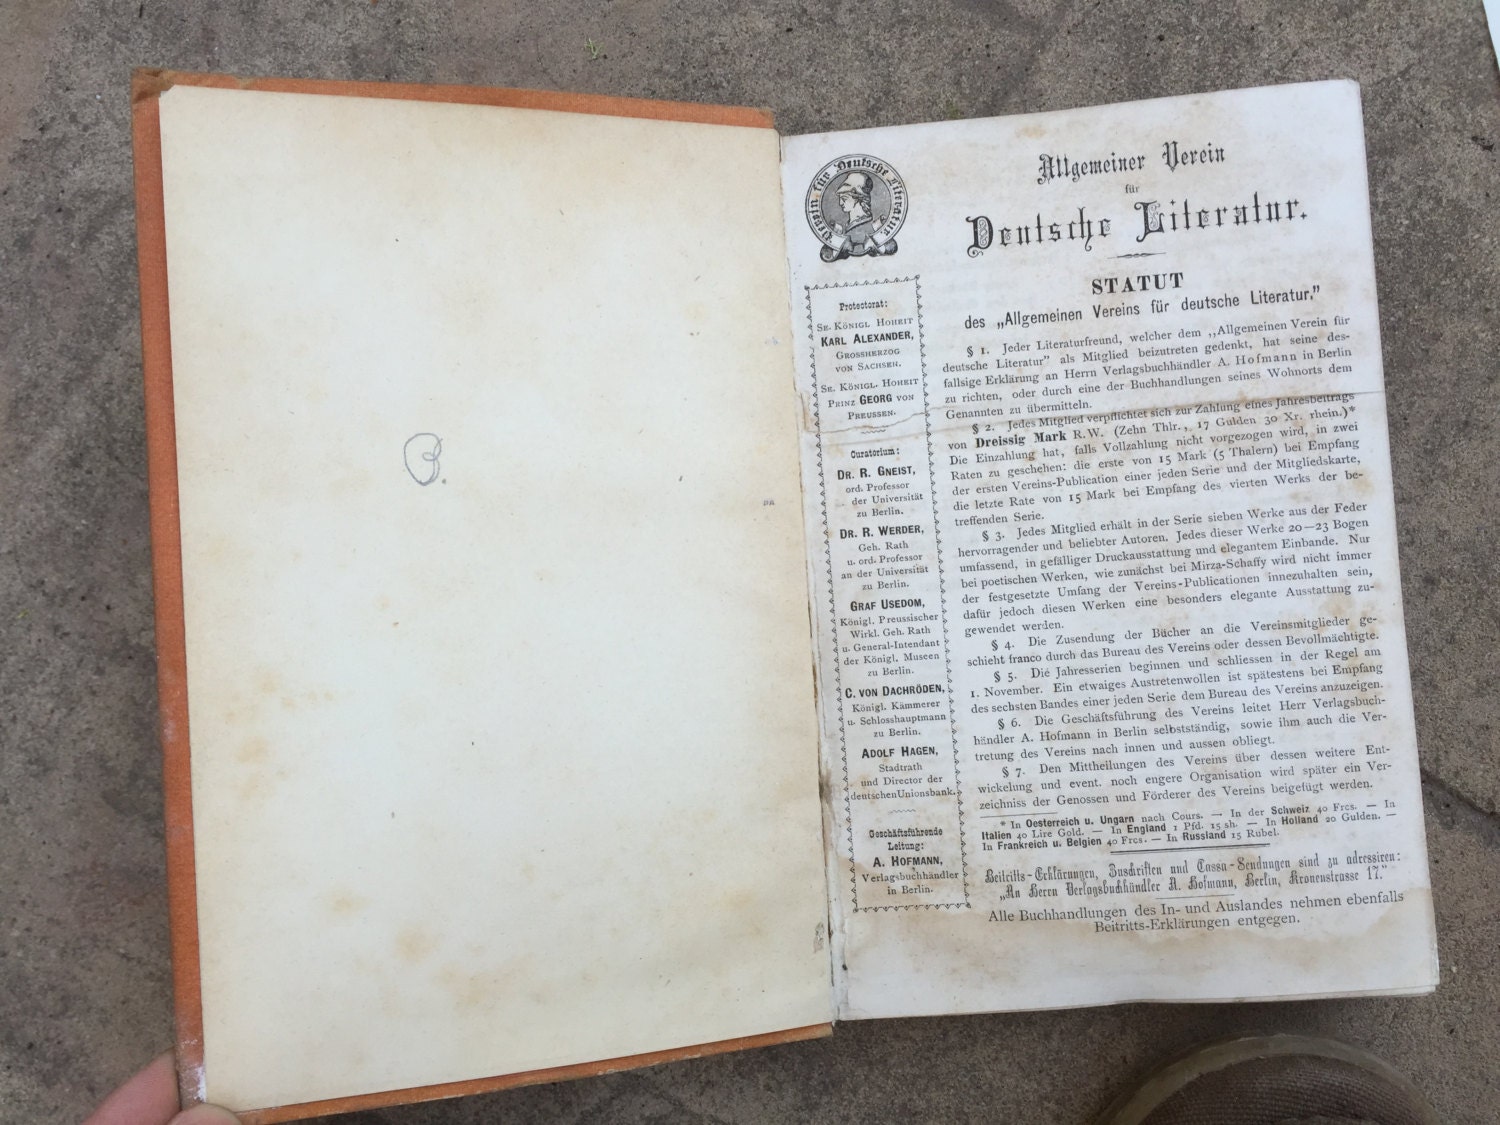 B.
Verein für Deutsche Literatur
Allgemeiner Verein
für
Deutsche Literatur.
Protectorat:
Se. Königl Hoheit
Karl Alexander,
Grossherzog
von Sachsen.
Se. Königl. Hoheit
Prinz Georg von
Preussen.
Curatorium:
Dr. R. Gneist,
ord. Professor
der Universität
zu Berlin.
Dr. R. Werder,
Geh. Rath
u. ord. Professor
an der Universität
zu Berlin.
Graf Usedom,
Königl. Preussischer
Wirkl. Geh. Rath
u. General-Intendant
der Königl. Museen
zu Berlin.
C. von Dachröden,
Königl. Kämmerer
u. Schlosshauptmann
zu Berlin.
Adolf Hagen,
Stadtrath
und Director der
deutschen Unionsbank.
Geschäftsführende
Leitung:
A. Hofmann,
Verlagsbuchhändler
in Berlin.
STATUT
des „Allgemeinen Vereins für deutsche Literatur."
§ 1. Jeder Literaturfreund, welcher dem „Allgemeinen Verein für
deutsche Literatur" als Mitglied beizutreten gedenkt, hat seine des-
fallsige Erklärung an Herrn Verlagsbuchhändler A. Hofmann in Berlin
zu richten, oder durch eine der Buchhandlungen seines Wohnorts dem
Genannten zu übermitteln.
§ 2. Jedes Mitglied verpflichtet sich zur Zahlung eines Jahresbeitrags
von Dreissig Mark R.W. (Zehn Thlr., 17 Gulden 30 Xr. rhein.)*
Die Einzahlung hat, falls Vollzahlung nicht vorgezogen wird, in zwei
Raten zu geschehen: die erste von 15 Mark (5 Thalern) bei Empfang
der ersten Vereins-Publication einer jeden Serie und der Mitgliedskarte,
die letzte Rate von 15 Mark bei Empfang des vierten Werks der be-
treffenden Serie.
§ 3. Jedes Mitglied erhält in der Serie sieben Werke aus der Feder
hervorragender und beliebter Autoren. Jedes dieser Werke 20—23 Bogen
umfassend, in gefälliger Druckausstattung und elegantem Einbande. Nur
bei poetischen Werken, wie zunächst bei Mirza-Schaffy wird nicht immer
der festgesetzte Umfang der Vereins-Publicationen innezuhalten sein,
dafür jedoch diesen Werken eine besonders elegante Ausstattung zu-
gewendet werden.
§ 4. Die Zusendung der Bücher an die Vereinsmitglieder ge-
schieht franco durch das Bureau des Vereins oder dessen Bevollmächtigte.
§ 5. Die Jahresserien beginnen und schliessen in der Regel am
1. November. Ein etwaiges Austretenwollen ist spätestens bei Empfang
des sechsten Bandes einer jeden Serie dem Bureau des Vereins anzuzeigen.
§ 6. Die Geschäftsführung des Vereins leitet Herr Verlagsbuch-
händler A. Hofmann in Berlin selbstständig, sowie ihm auch die Ver-
tretung des Vereins nach innen und aussen obliegt.
§ 7. Den Mittheilungen des Vereins über dessen weitere Ent-
wickelung und event. noch engere Organisation wird später ein Ver-
zeichniss der Genossen und Förderer des Vereins beigefügt werden.
* In Oesterreich u. Ungarn nach Cours. — In der Schweiz 40 Frcs. — In
Italien 40 Lire Gold. — In England 1 Pfd. 15 sh. — In Holland 20 Gulden. —
In Frankreich u. Belgien 40 Frcs. — In Russland 15 Rubel.
Beitritts-Erklärungen, Zuschriften und Cassa-Sendungen sind zu adressiren:
„An Herrn Verlagsbuchhändler A. Hofmann, Berlin, Kronenstrasse 17."
Alle Buchhandlungen des In- und Auslandes nehmen ebenfalls
Beitritts-Erklärungen entgegen.